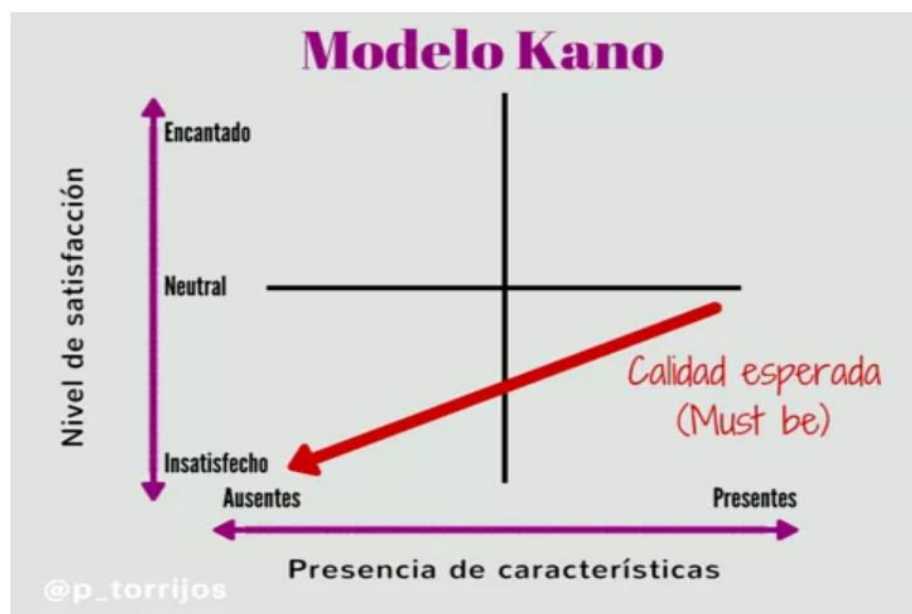 Modelo Kano
Encantado
Nivel de satisfacción
Neutral
Calidad esperada
(Must be)
Insatisfecho
Ausentes
Presentes
Presencia de características
@p_torrijos